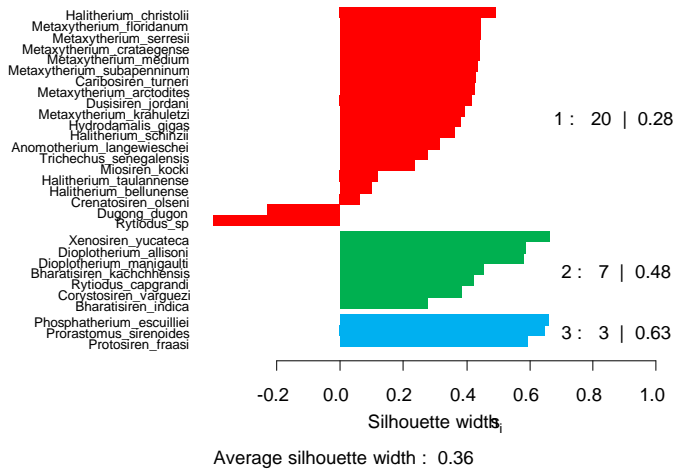 Halitherium_christolii
Metaxytherium_floridanum
Metaxytherium_serresii
Metaxytherium_crataegense
Metaxytherium_medium
Metaxytherium_subapenninum
Caribosiren_turneri
Metaxytherium_arctodites
Dusisiren_jordani
Metaxytherium_krahuletzi
Hydrodamalis_gigas
Halitherium_schinzii
Anomotherium_langewieschei
Trichechus_senegalensis
Miosiren_kocki
Halitherium_taulannense
Halitherium_bellunense
Crenatosiren_olseni
Dugong_dugon
Rytiodus_sp
1 : 20 | 0.28
Xenosiren_yucateca
Dioplotherium_allisoni
Dioplotherium_manigaulti
Bharatisiren_kachchhensis
Rytiodus_capgrandi
Corystosiren_varguezi
Bharatisiren_indica
2 : 7 | 0.48
Phosphatherium_escuilliei
Prorastomus_sirenoides
Protosiren_fraasi
3 : 3 | 0.63
-0.2 0.0 0.2 0.4 0.6 0.8 1.0
Silhouette width si
Average silhouette width : 0.36